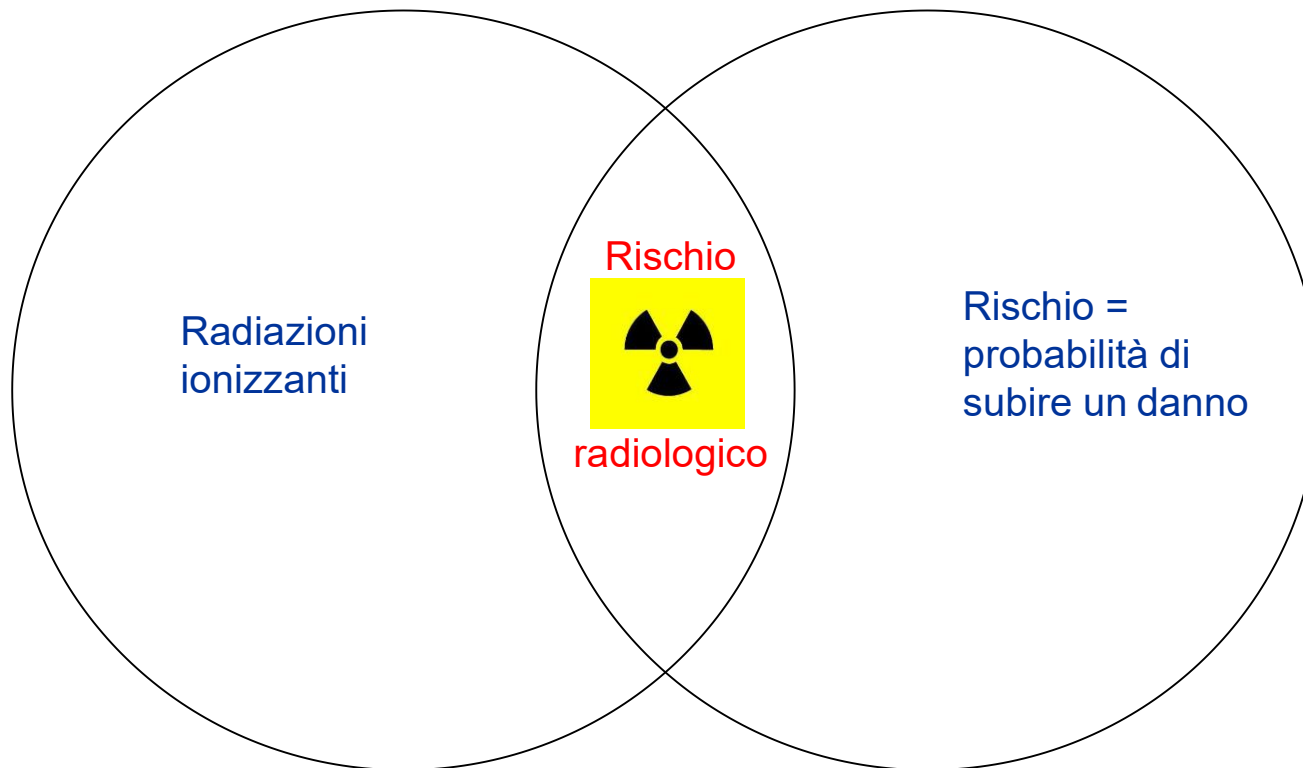 Radiazioni
ionizzanti
Rischio
radiologico
Rischio =
probabilità di
subire un danno